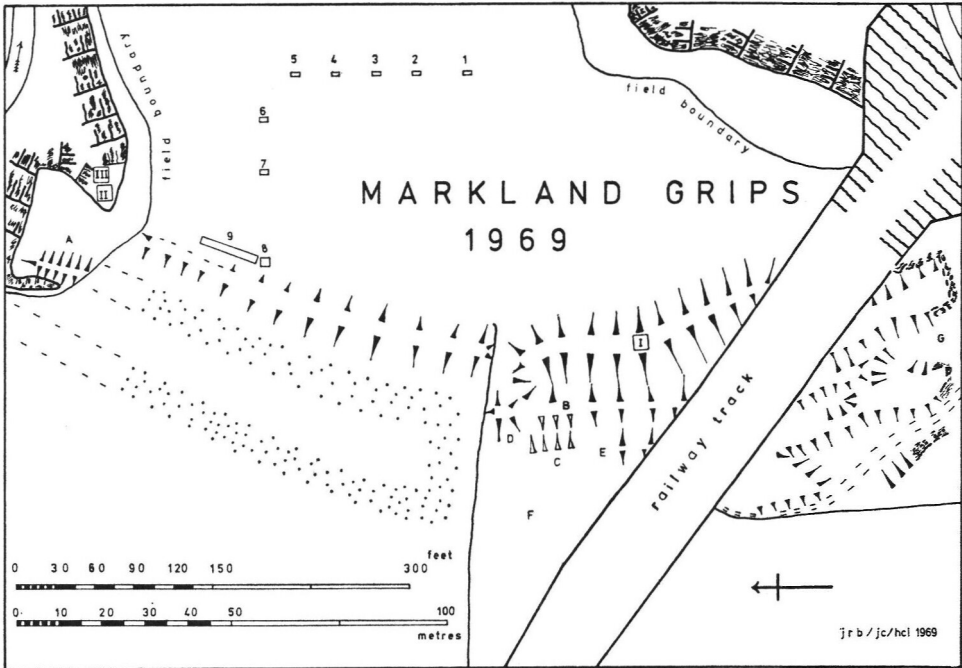 field boundary
5 4 3 2 1
6
7
field boundary
III
II
MARKLAND GRIPS
1969
A
9
8
I
G
B
D
C
E
F
railway track
feet
0 30 60 90 120 150 300
0 10 20 30 40 50 100
metres
jrb/jc/hcl 1969